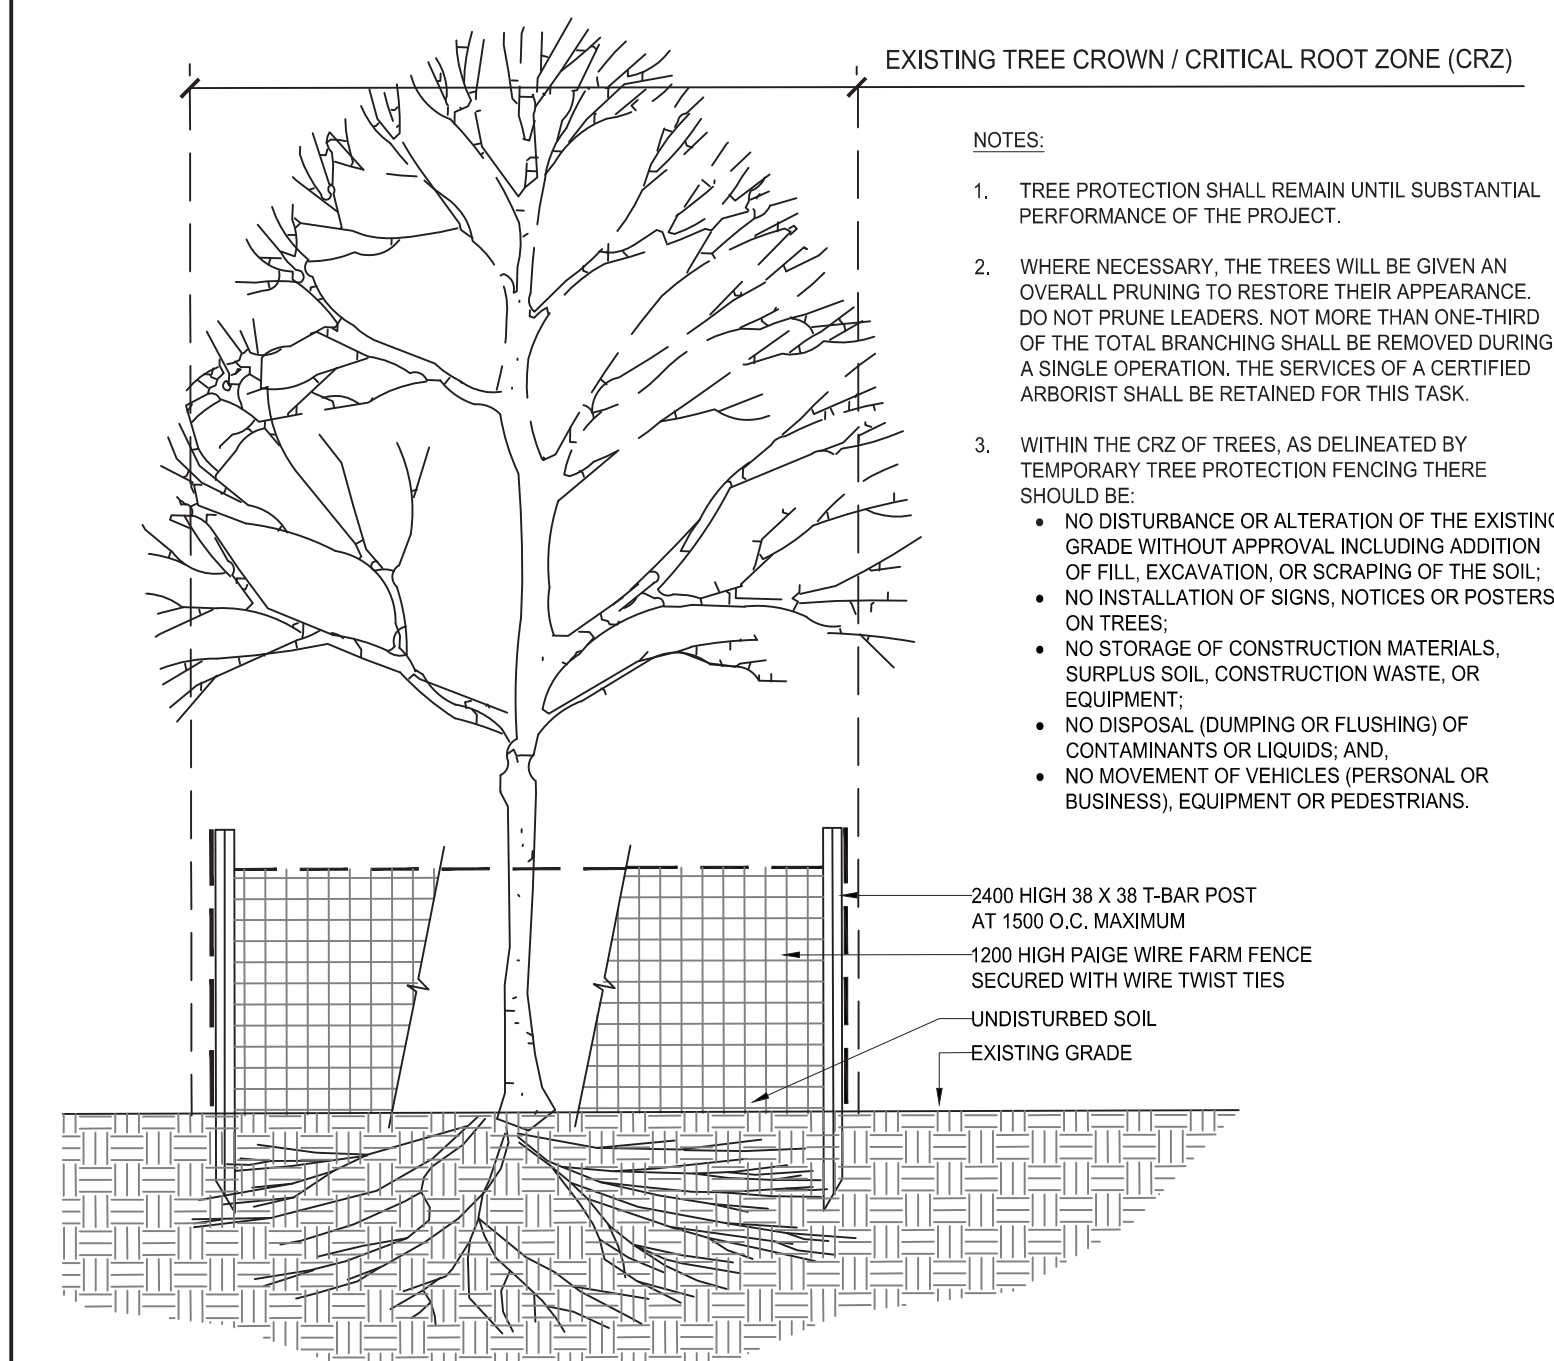 EXISTING TREE CROWN / CRITICAL ROOT ZONE (CRZ)
NOTES:
1. TREE PROTECTION SHALL REMAIN UNTIL SUBSTANTIAL
PERFORMANCE OF THE PROJECT.
2. WHERE NECESSARY, THE TREES WILL BE GIVEN AN
OVERALL PRUNING TO RESTORE THEIR APPEARANCE.
DO NOT PRUNE LEADERS. NOT MORE THAN ONE-THIRD
OF THE TOTAL BRANCHING SHALL BE REMOVED DURING
A SINGLE OPERATION. THE SERVICES OF A CERTIFIED
ARBORIST SHALL BE RETAINED FOR THIS TASK.
3. WITHIN THE CRZ OF TREES, AS DELINEATED BY
TEMPORARY TREE PROTECTION FENCING THERE
SHOULD BE:
• NO DISTURBANCE OR ALTERATION OF THE EXISTING
GRADE WITHOUT APPROVAL INCLUDING ADDITION
OF FILL, EXCAVATION, OR SCRAPING OF THE SOIL;
• NO INSTALLATION OF SIGNS, NOTICES OR POSTERS
ON TREES;
• NO STORAGE OF CONSTRUCTION MATERIALS,
SURPLUS SOIL, CONSTRUCTION WASTE, OR
EQUIPMENT;
• NO DISPOSAL (DUMPING OR FLUSHING) OF
CONTAMINANTS OR LIQUIDS; AND,
• NO MOVEMENT OF VEHICLES (PERSONAL OR
BUSINESS), EQUIPMENT OR PEDESTRIANS.
2400 HIGH 38 X 38 T-BAR POST
AT 1500 O.C. MAXIMUM
1200 HIGH PAIGE WIRE FARM FENCE
SECURED WITH WIRE TWIST TIES
UNDISTURBED SOIL
EXISTING GRADE